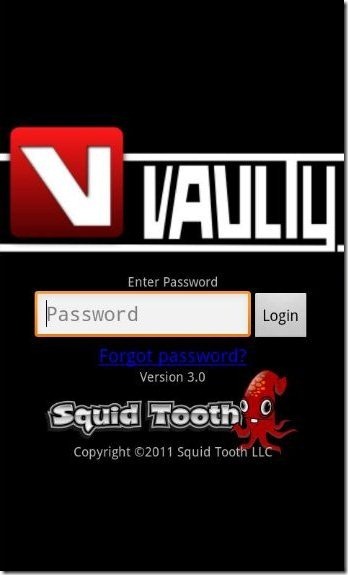 V VAULTY
Enter Password
Password Login
Forgot password?
Version 3.0
Squid Tooth
Copyright ©2011 Squid Tooth LLC